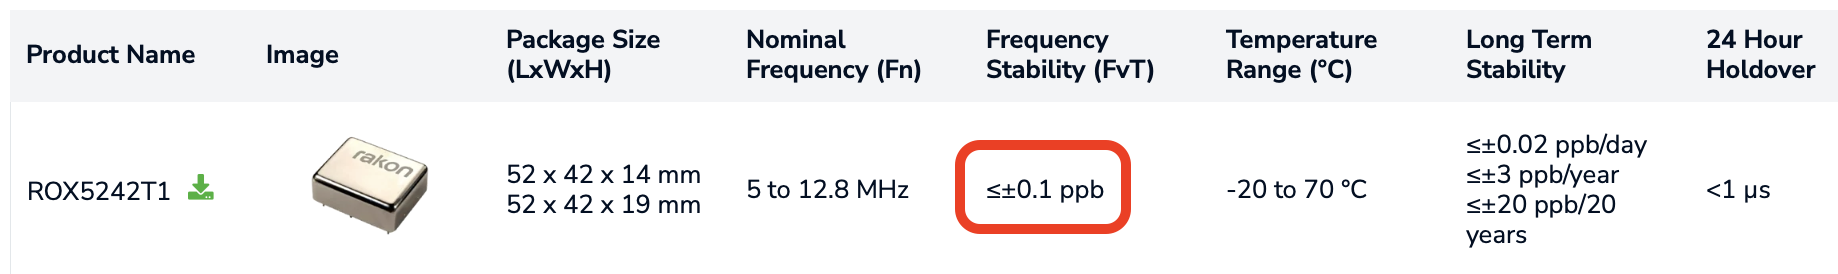 Product Name
Image
Package Size
(LxWxH)
Nominal
Frequency (Fn)
Frequency
Stability (FvT)
Temperature
Range (°C)
Long Term
Stability
24 Hour
Holdover
ROX5242T1
rakon
52 x 42 x 14 mm
52 x 42 x 19 mm
5 to 12.8 MHz
≤±0.1 ppb
-20 to 70 °C
≤±0.02 ppb/day
≤±3 ppb/year
≤±20 ppb/20
years
<1 µs